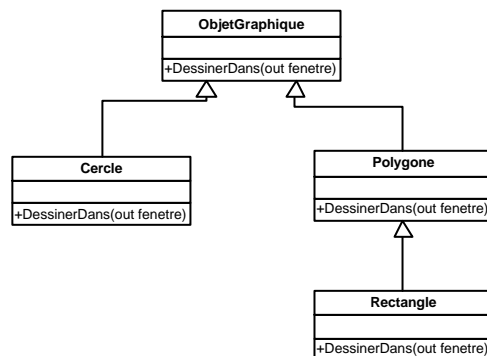 ObjetGraphique
+DessinerDans(out fenetre)
Cercle
+DessinerDans(out fenetre)
Polygone
+DessinerDans(out fenetre)
Rectangle
+DessinerDans(out fenetre)